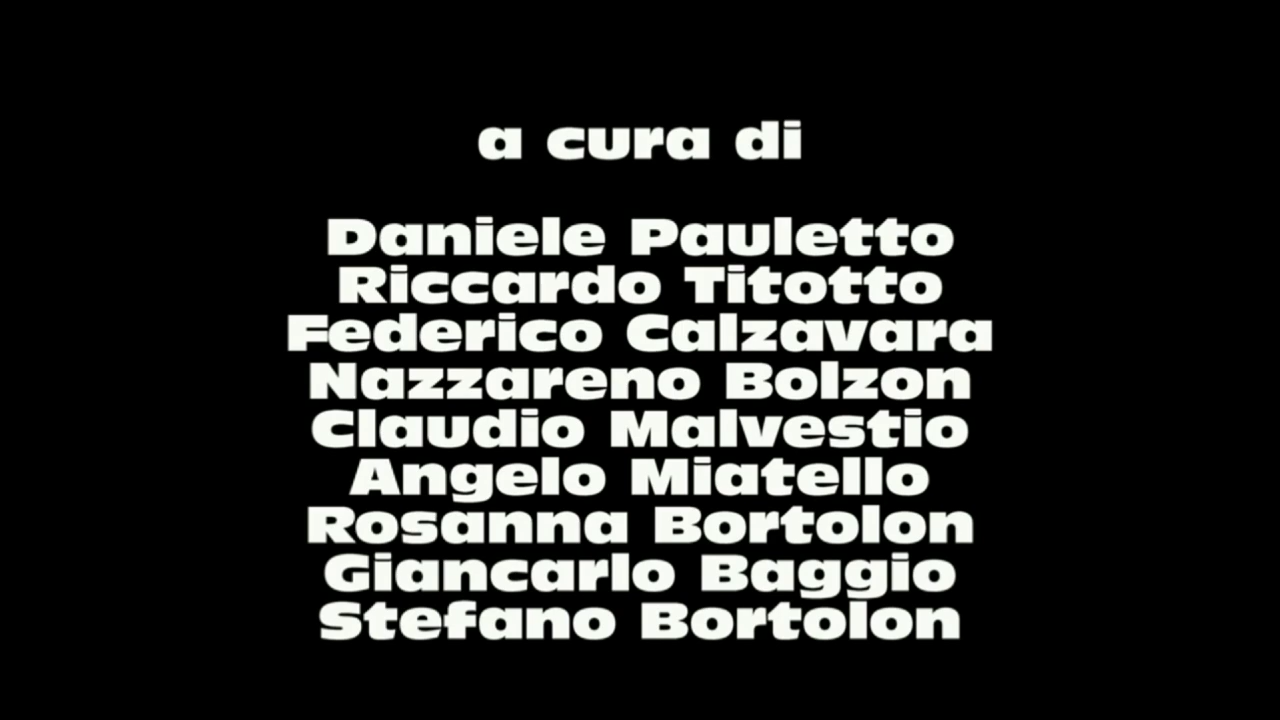 a cura di
Daniele Pauletto
Riccardo Titotto
Federico Calzavara
Nazzareno Bolzon
Claudio Malvestio
Angelo Miatello
Rosanna Bortolon
Giancarlo Baggio
Stefano Bortolon